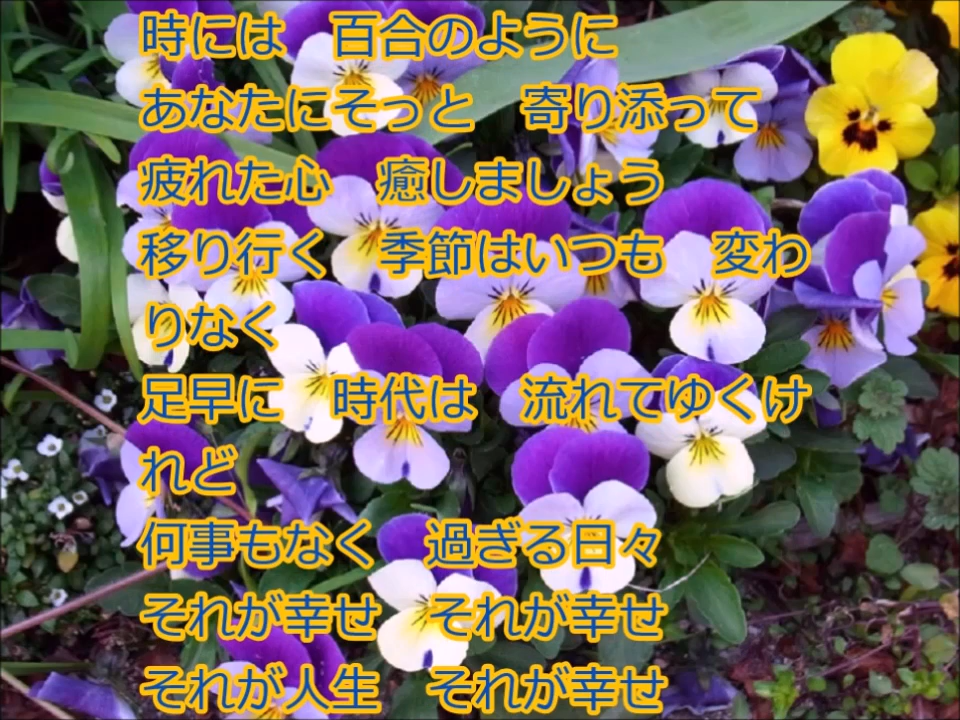 時には　百合のように
あなたにそっと　寄り添って
疲れた心　癒しましょう
移り行く　季節はいつも　変わ
りなく
足早に　時代は　流れてゆくけ
れど
何事もなく　過ぎる日々
それが幸せ　それが幸せ
それが人生　それが幸せ